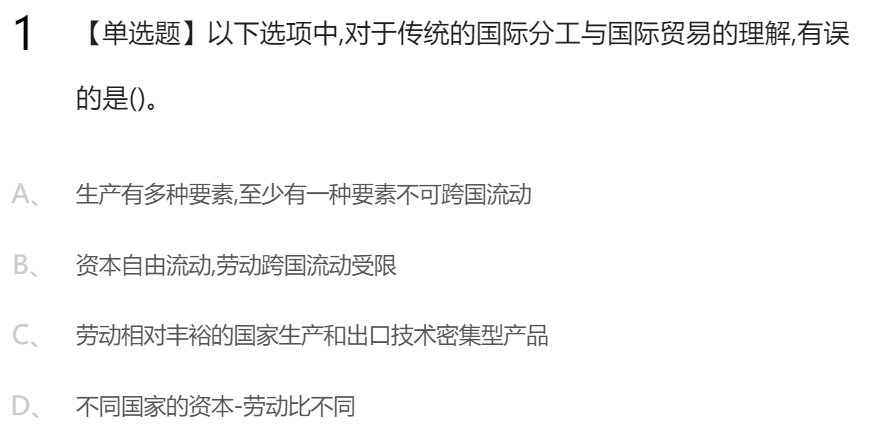 1 【单选题】以下选项中,对于传统的国际分工与国际贸易的理解,有误
的是()。
A、 生产有多种要素,至少有一种要素不可跨国流动
B、 资本自由流动,劳动跨国流动受限
C、 劳动相对丰裕的国家生产和出口技术密集型产品
D、 不同国家的资本-劳动比不同